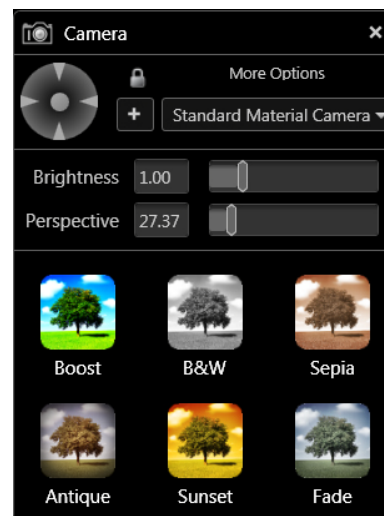 Camera
More Options
+ Standard Material Camera
Brightness 1.00
Perspective 27.37
Boost B&W Sepia
Antique Sunset Fade